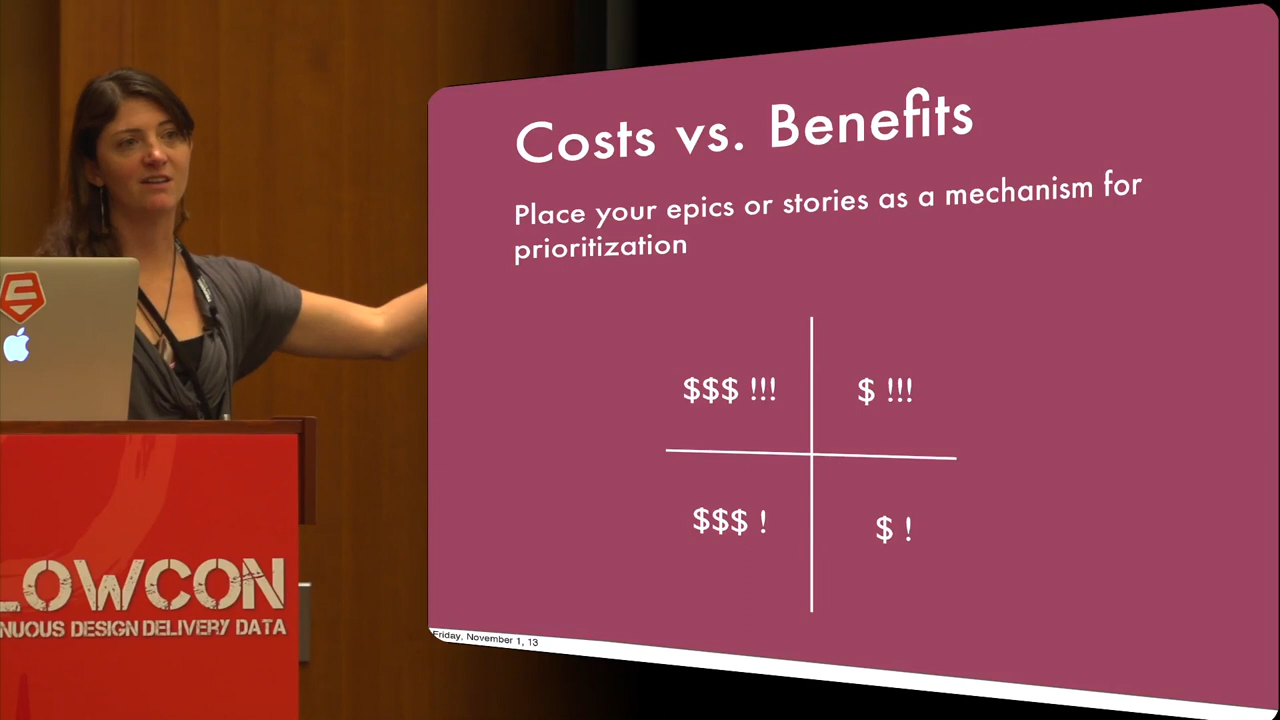 Costs vs. Benefits
Place your epics or stories as a mechanism for
prioritization
$$$ !!!
$ !!!
$$$ !
$ !
Friday, November 1, 13
LOWCON
NUOUS DESIGN DELIVERY DATA